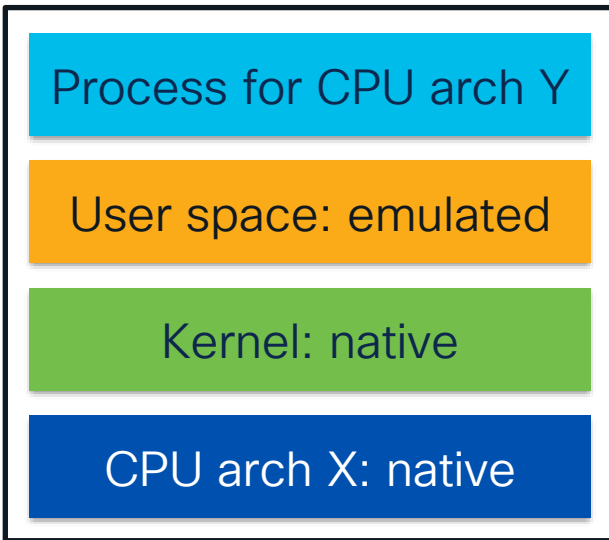 Process for CPU arch Y
User space: emulated
Kernel: native
CPU arch X: native